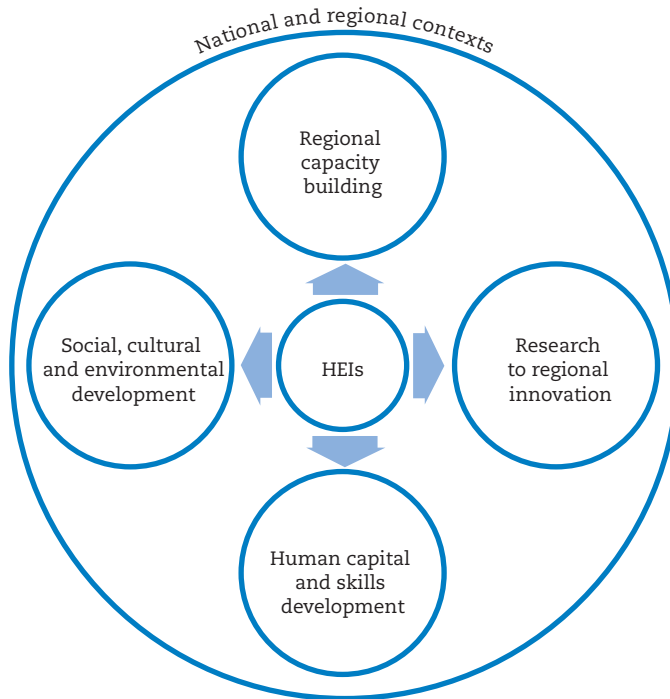 National and regional contexts
Regional
capacity
building
Social, cultural
and environmental
development
HEIs
Research
to regional
innovation
Human capital
and skills
development